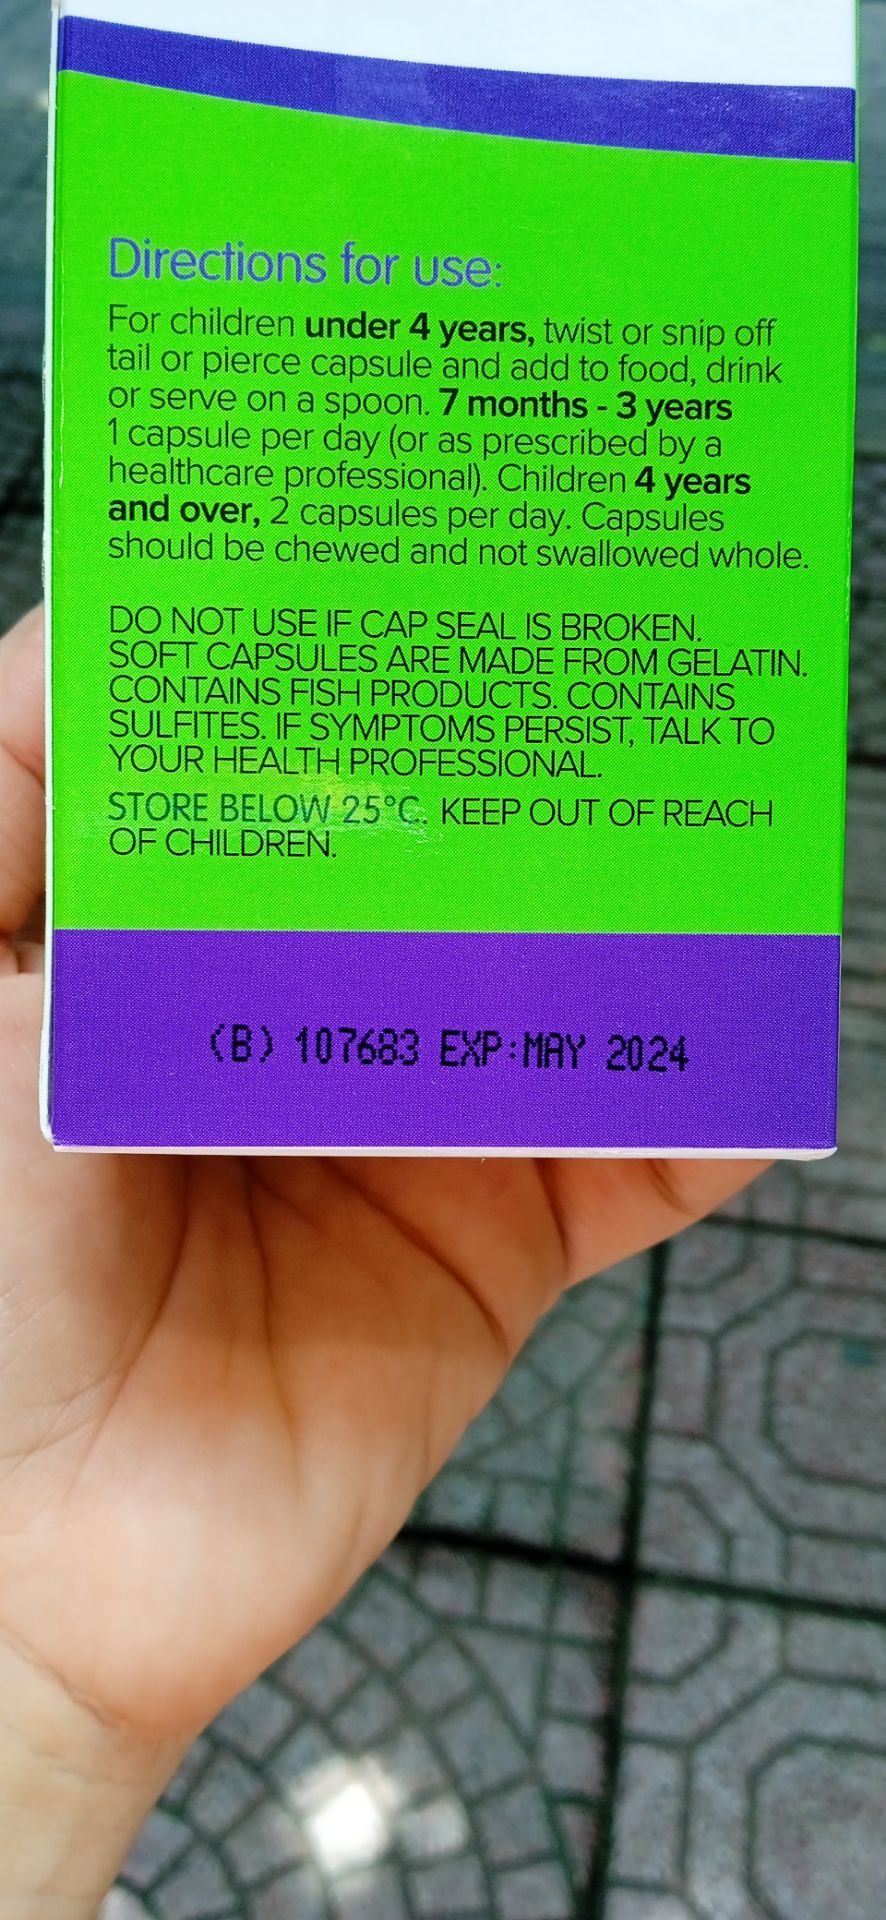 Directions for use:
For children under 4 years, twist or snip off
tail or pierce capsule and add to food, drink
or serve on a spoon. 7 months - 3 years
1 capsule per day (or as prescribed by a
healthcare professional). Children 4 years
and over, 2 capsules per day. Capsules
should be chewed and not swallowed whole.
DO NOT USE IF CAP SEAL IS BROKEN.
SOFT CAPSULES ARE MADE FROM GELATIN.
CONTAINS FISH PRODUCTS. CONTAINS
SULFITES. IF SYMPTOMS PERSIST, TALK TO
YOUR HEALTH PROFESSIONAL.
STORE BELOW 25°C. KEEP OUT OF REACH
OF CHILDREN.
(B) 107683 EXP:MAY 2024